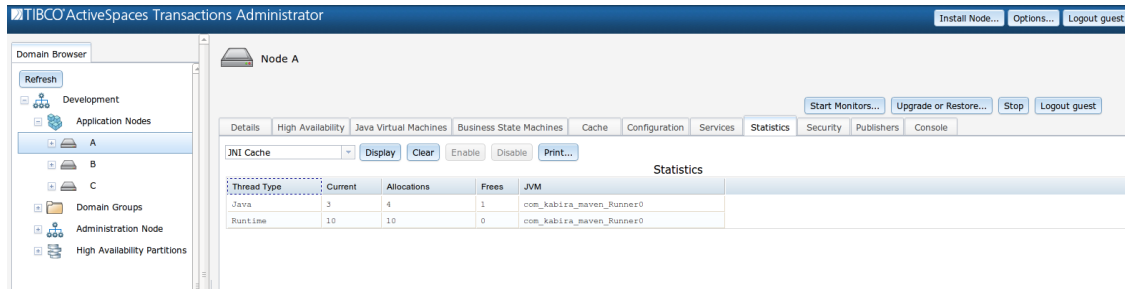 TIBCO® ActiveSpaces Transactions Administrator
Install Node... Options... Logout guest
Domain Browser
Refresh
Development
Application Nodes
A
B
C
Domain Groups
Administration Node
High Availability Partitions
Node A
Start Monitors... Upgrade or Restore... Stop Logout guest
Details High Availability Java Virtual Machines Business State Machines Cache Configuration Services Statistics Security Publishers Console
JNI Cache Display Clear Enable Disable Print...
Statistics
Thread Type Current Allocations Frees JVM
Java 3 4 1 com_kabira_maven_Runner0
Runtime 10 10 0 com_kabira_maven_Runner0